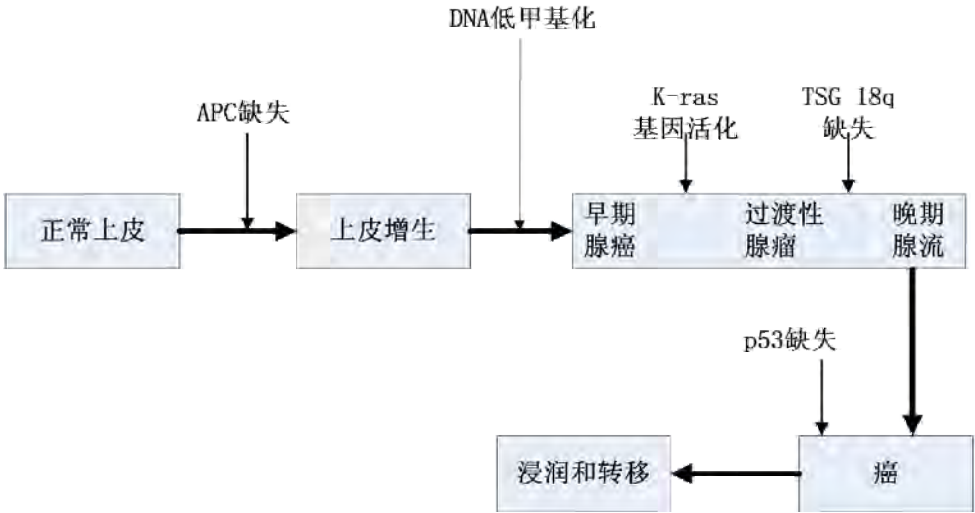 DNA低甲基化
K-ras
基因活化
TSG 18q
缺失
APC缺失
正常上皮
上皮增生
早期
腺癌
过渡性
腺瘤
晚期
腺流
p53缺失
浸润和转移
癌